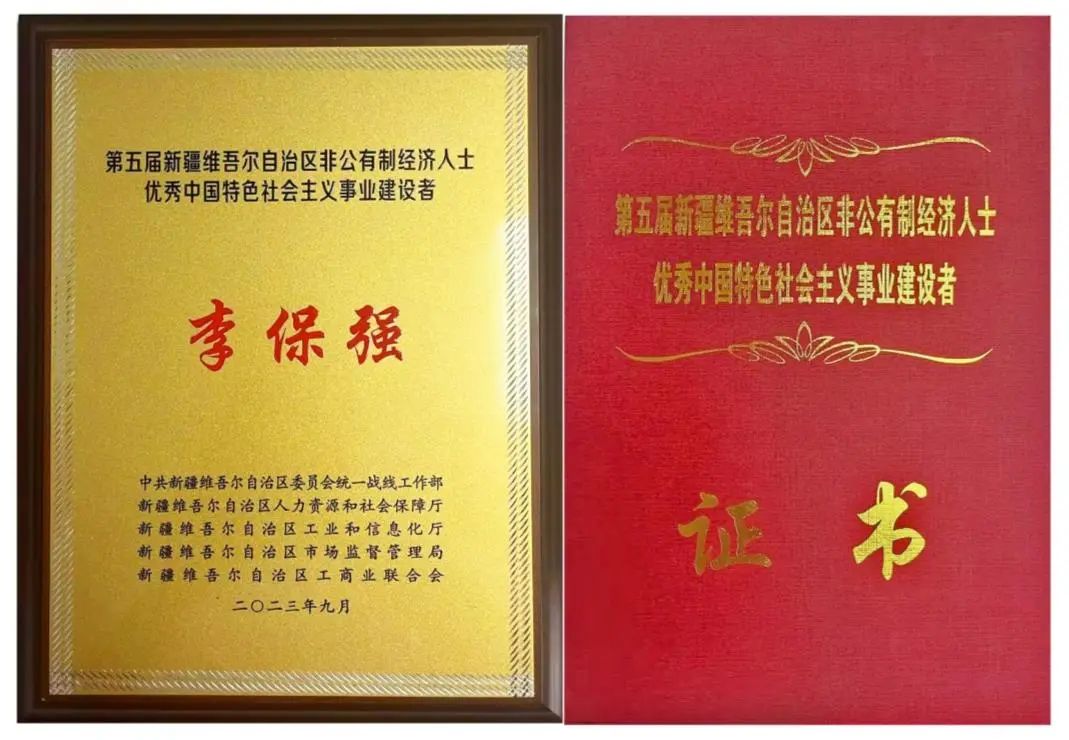 第五届新疆维吾尔自治区非公有制经济人士
优秀中国特色社会主义事业建设者
李保强
中共新疆维吾尔自治区委员会统一战线工作部
新疆维吾尔自治区人力资源和社会保障厅
新疆维吾尔自治区工业和信息化厅
新疆维吾尔自治区市场监督管理局
新疆维吾尔自治区工商业联合会
二〇二三年九月
第五届新疆维吾尔自治区非公有制经济人士
优秀中国特色社会主义事业建设者
证书